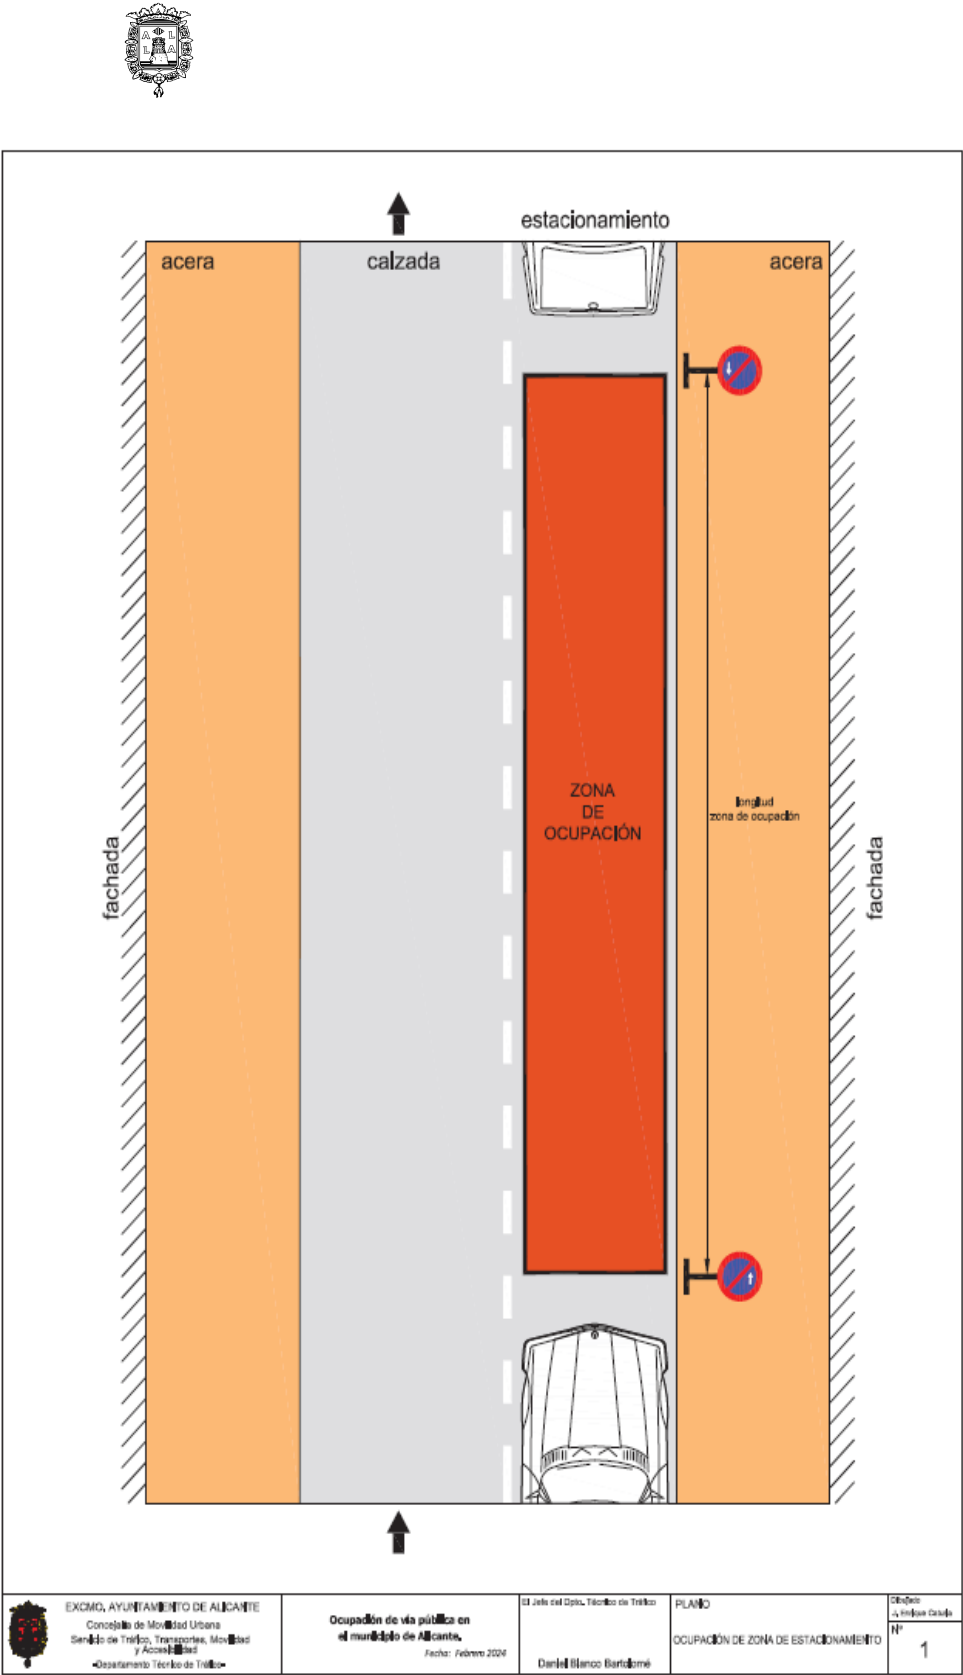 A L
L A
estacionamiento
acera
calzada
acera
ZONA
DE
OCUPACIÓN
longitud
zona de ocupación
fachada
fachada
EXCMO. AYUNTAMIENTO DE ALICANTE
Concejalía de Movilidad Urbana
Servicio de Tráfico, Transportes, Movilidad
y Accesibilidad
-Departamento Técnico de Tráfico-
Ocupación de vía pública en
el municipio de Alicante.
Fecha: Febrero 2024
El Jefe del Dpto. Técnico de Tráfico
Daniel Blanco Bartolomé
PLANO
OCUPACIÓN DE ZONA DE ESTACIONAMIENTO
Dibujado
J. Enrique Catalá
Nº
1